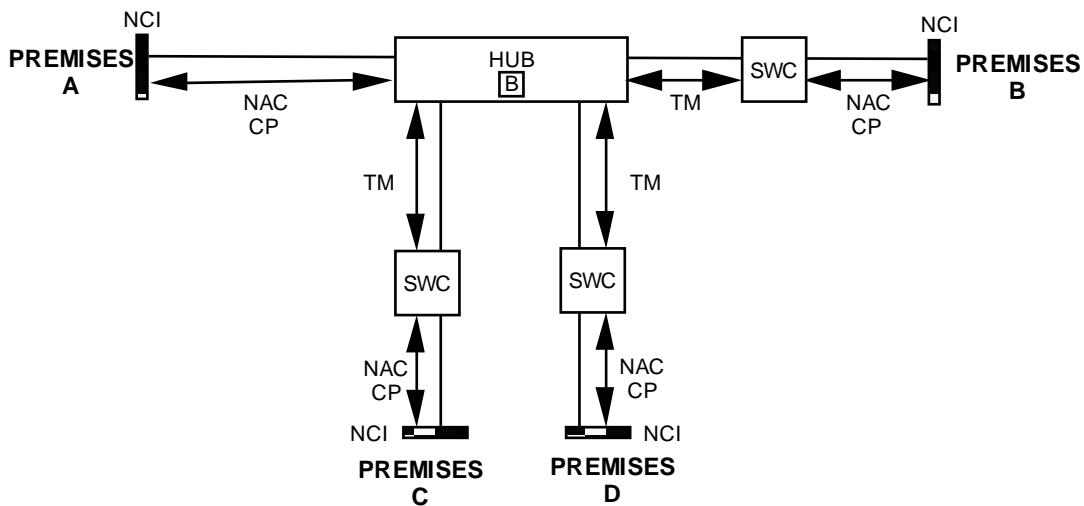 NCI
NCI
PREMISES
A
HUB
B
SWC
PREMISES
B
NAC
CP
TM
NAC
CP
TM
TM
SWC
SWC
NAC
CP
NAC
CP
NCI
NCI
PREMISES
C
PREMISES
D